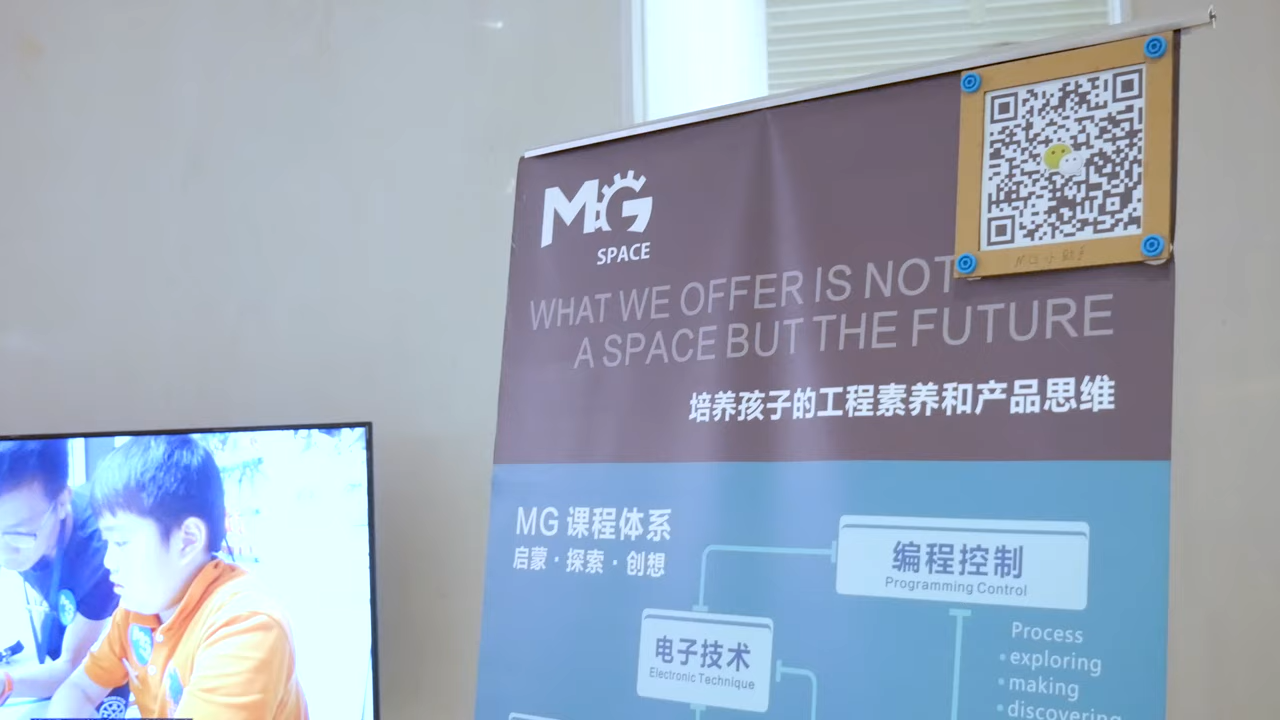 MG
SPACE
WHAT WE OFFER IS NOT
A SPACE BUT THE FUTURE
培养孩子的工程素养和产品思维
MG 课程体系
启蒙·探索·创想
编程控制
Programming Control
电子技术
Electronic Technique
Process
•exploring
•making
•discovering